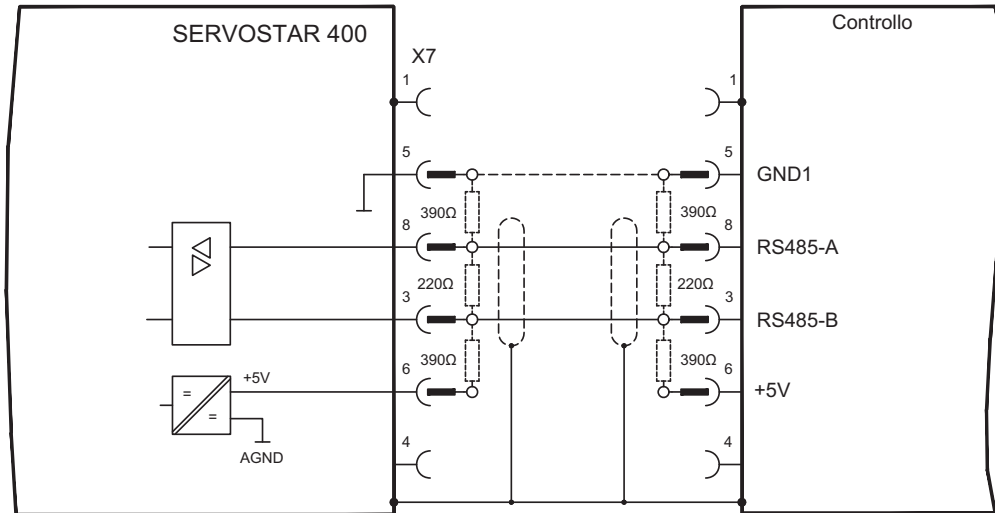 SERVOSTAR 400
X7
Controllo
1
1
5
5
GND1
390Ω
390Ω
8
8
RS485-A
220Ω
220Ω
3
3
RS485-B
390Ω
390Ω
6
6
+5V
+5V
=
=
AGND
4
4